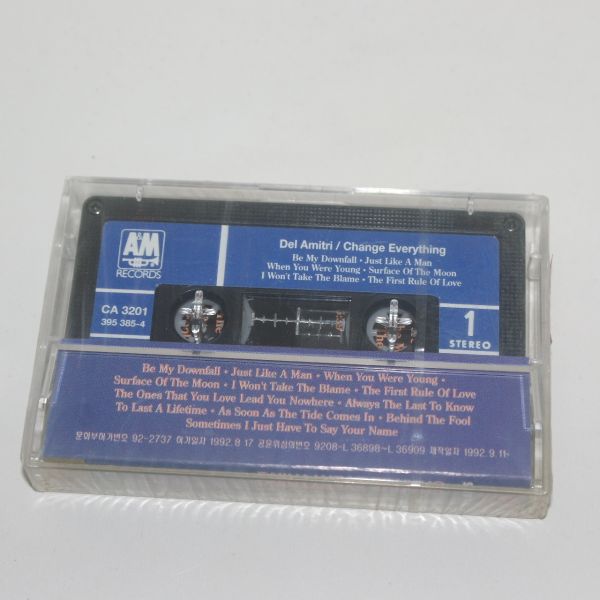 A&M
RECORDS
Del Amitri / Change Everything
Be My Downfall • Just Like A Man
When You Were Young • Surface Of The Moon
I Won't Take The Blame • The First Rule Of Love
CA 3201
395 385-4
1
STEREO
Be My Downfall • Just Like A Man • When You Were Young •
Surface Of The Moon • I Won't Take The Blame • The First Rule Of Love
The Ones That You Love Lead You Nowhere • Always The Last To Know
To Last A Lifetime • As Soon As The Tide Comes In • Behind The Fool
Sometimes I Just Have To Say Your Name
문화부허가번호 92-2737 허가일자 1992.8.17 공윤위심의번호 9208-L 36898~L 36909 제작일자 1992.9.11